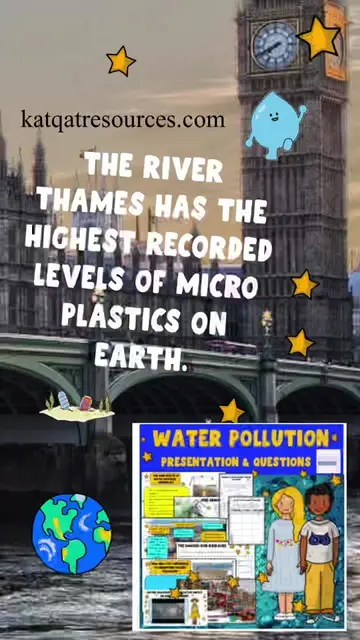 katqatresources.com
THE RIVER
THAMES HAS THE
HIGHEST RECORDED
LEVELS OF MICRO
PLASTICS ON
EARTH.
WATER POLLUTION
PRESENTATION & QUESTIONS